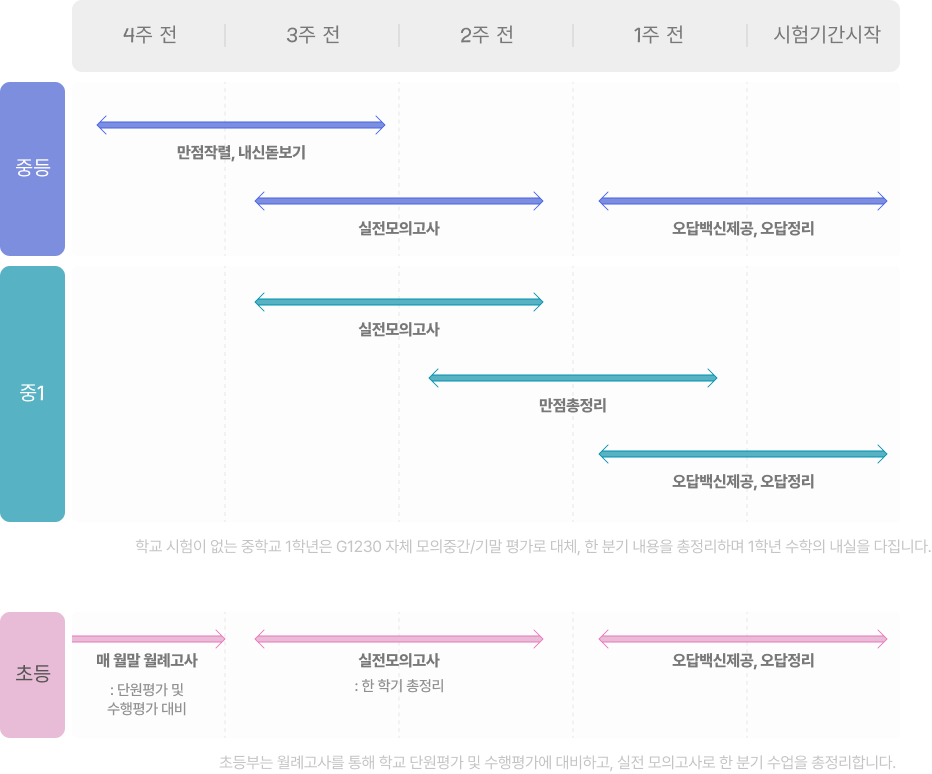 4주 전
3주 전
2주 전
1주 전
시험기간시작
중등
만점작렬, 내신돋보기
실전모의고사
오답백신제공, 오답정리
중1
실전모의고사
만점총정리
오답백신제공, 오답정리
학교 시험이 없는 중학교 1학년은 G1230 자체 모의중간/기말 평가로 대체, 한 분기 내용을 총정리하며 1학년 수학의 내실을 다집니다.
초등
매 월말 월례고사
: 단원평가 및
수행평가 대비
실전모의고사
: 한 학기 총정리
오답백신제공, 오답정리
초등부는 월례고사를 통해 학교 단원평가 및 수행평가에 대비하고, 실전 모의고사로 한 분기 수업을 총정리합니다.